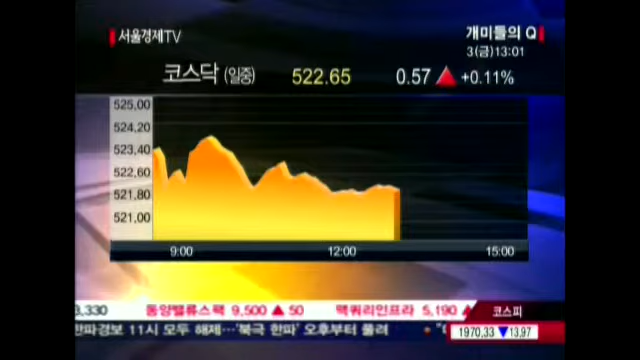 서울경제TV
개미들의 Q
3(금)13:01
코스닥 (일중) 522.65 0.57 ▲ +0.11%
525,00
524,20
523,40
522,60
521,80
521,00
9:00 12:00 15:00
3,330 동양밸류스팩 9,500 ▲ 50 맥쿼리인프라 5,190 ▲
코스피
한파경보 11시 모두 해제…'북극 한파' 오후부터 풀려
1970,33 ▼13,97